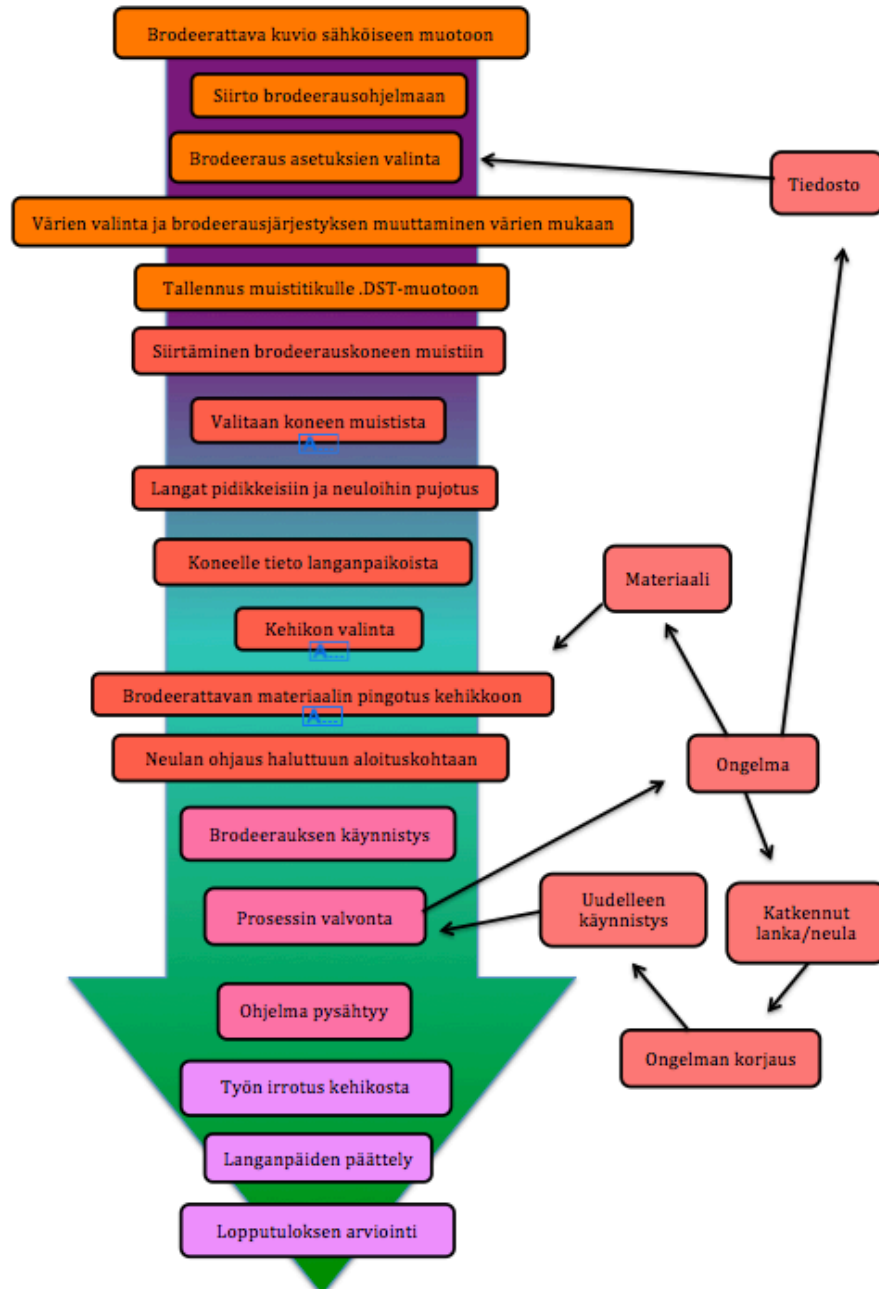 Brodeerattava kuvio sähköiseen muotoon
Siirto brodeerausohjelmaan
Brodeeraus asetuksien valinta
Tiedosto
Värien valinta ja brodeerausjärjestyksen muuttaminen värien mukaan
Tallennus muistitikulle .DST-muotoon
Siirtäminen brodeerauskoneen muistiin
Valitaan koneen muistista
A...
Langat pidikkeisiin ja neuloihin pujotus
Koneelle tieto langanpaikoista
Materiaali
Kehikon valinta
A...
Brodeerattavan materiaalin pingotus kehikkoon
A...
Neulan ohjaus haluttuun aloituskohtaan
Ongelma
Brodeerauksen käynnistys
Prosessin valvonta
Uudelleen
käynnistys
Katkennut
lanka/neula
Ohjelma pysähtyy
Ongelman korjaus
Työn irrotus kehikosta
Langanpäiden päättely
Lopputuloksen arviointi